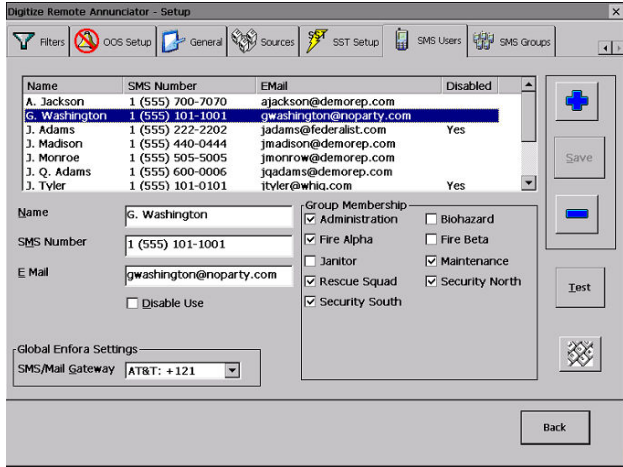 Digitize Remote Annunciator - Setup
Filters OOS Setup General Sources SST Setup SMS Users SMS Groups
Name SMS Number EMail Disabled
A. Jackson 1 (555) 700-7070 ajackson@demorep.com
G. Washington 1 (555) 101-1001 gwashington@noparty.com
J. Adams 1 (555) 222-2202 jadams@federalist.com Yes
J. Madison 1 (555) 440-0444 jmadison@demorep.com
J. Monroe 1 (555) 505-5005 jmonrow@demorep.com
J. Q. Adams 1 (555) 600-0006 jqadams@demorep.com
J. Tyler 1 (555) 101-0101 jtyler@whig.com Yes
Save
Name G. Washington
SMS Number 1 (555) 101-1001
E Mail gwashington@noparty.com
Disable Use
Group Membership
Administration Biohazard
Fire Alpha Fire Beta
Janitor Maintenance
Rescue Squad Security North
Security South
Test
Global Enfora Settings
SMS/Mail Gateway AT&T: +121
Back